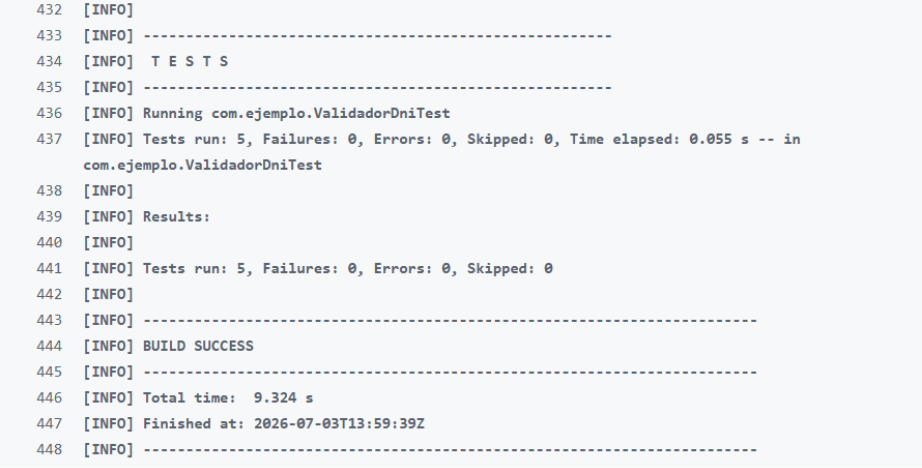 432 [INFO]
433 [INFO] -------------------------------------------------------
434 [INFO]  T E S T S
435 [INFO] -------------------------------------------------------
436 [INFO] Running com.ejemplo.ValidadorDniTest
437 [INFO] Tests run: 5, Failures: 0, Errors: 0, Skipped: 0, Time elapsed: 0.055 s -- in
com.ejemplo.ValidadorDniTest
438 [INFO]
439 [INFO] Results:
440 [INFO]
441 [INFO] Tests run: 5, Failures: 0, Errors: 0, Skipped: 0
442 [INFO]
443 [INFO] ------------------------------------------------------------------------
444 [INFO] BUILD SUCCESS
445 [INFO] ------------------------------------------------------------------------
446 [INFO] Total time:  9.324 s
447 [INFO] Finished at: 2026-07-03T13:59:39Z
448 [INFO] ------------------------------------------------------------------------